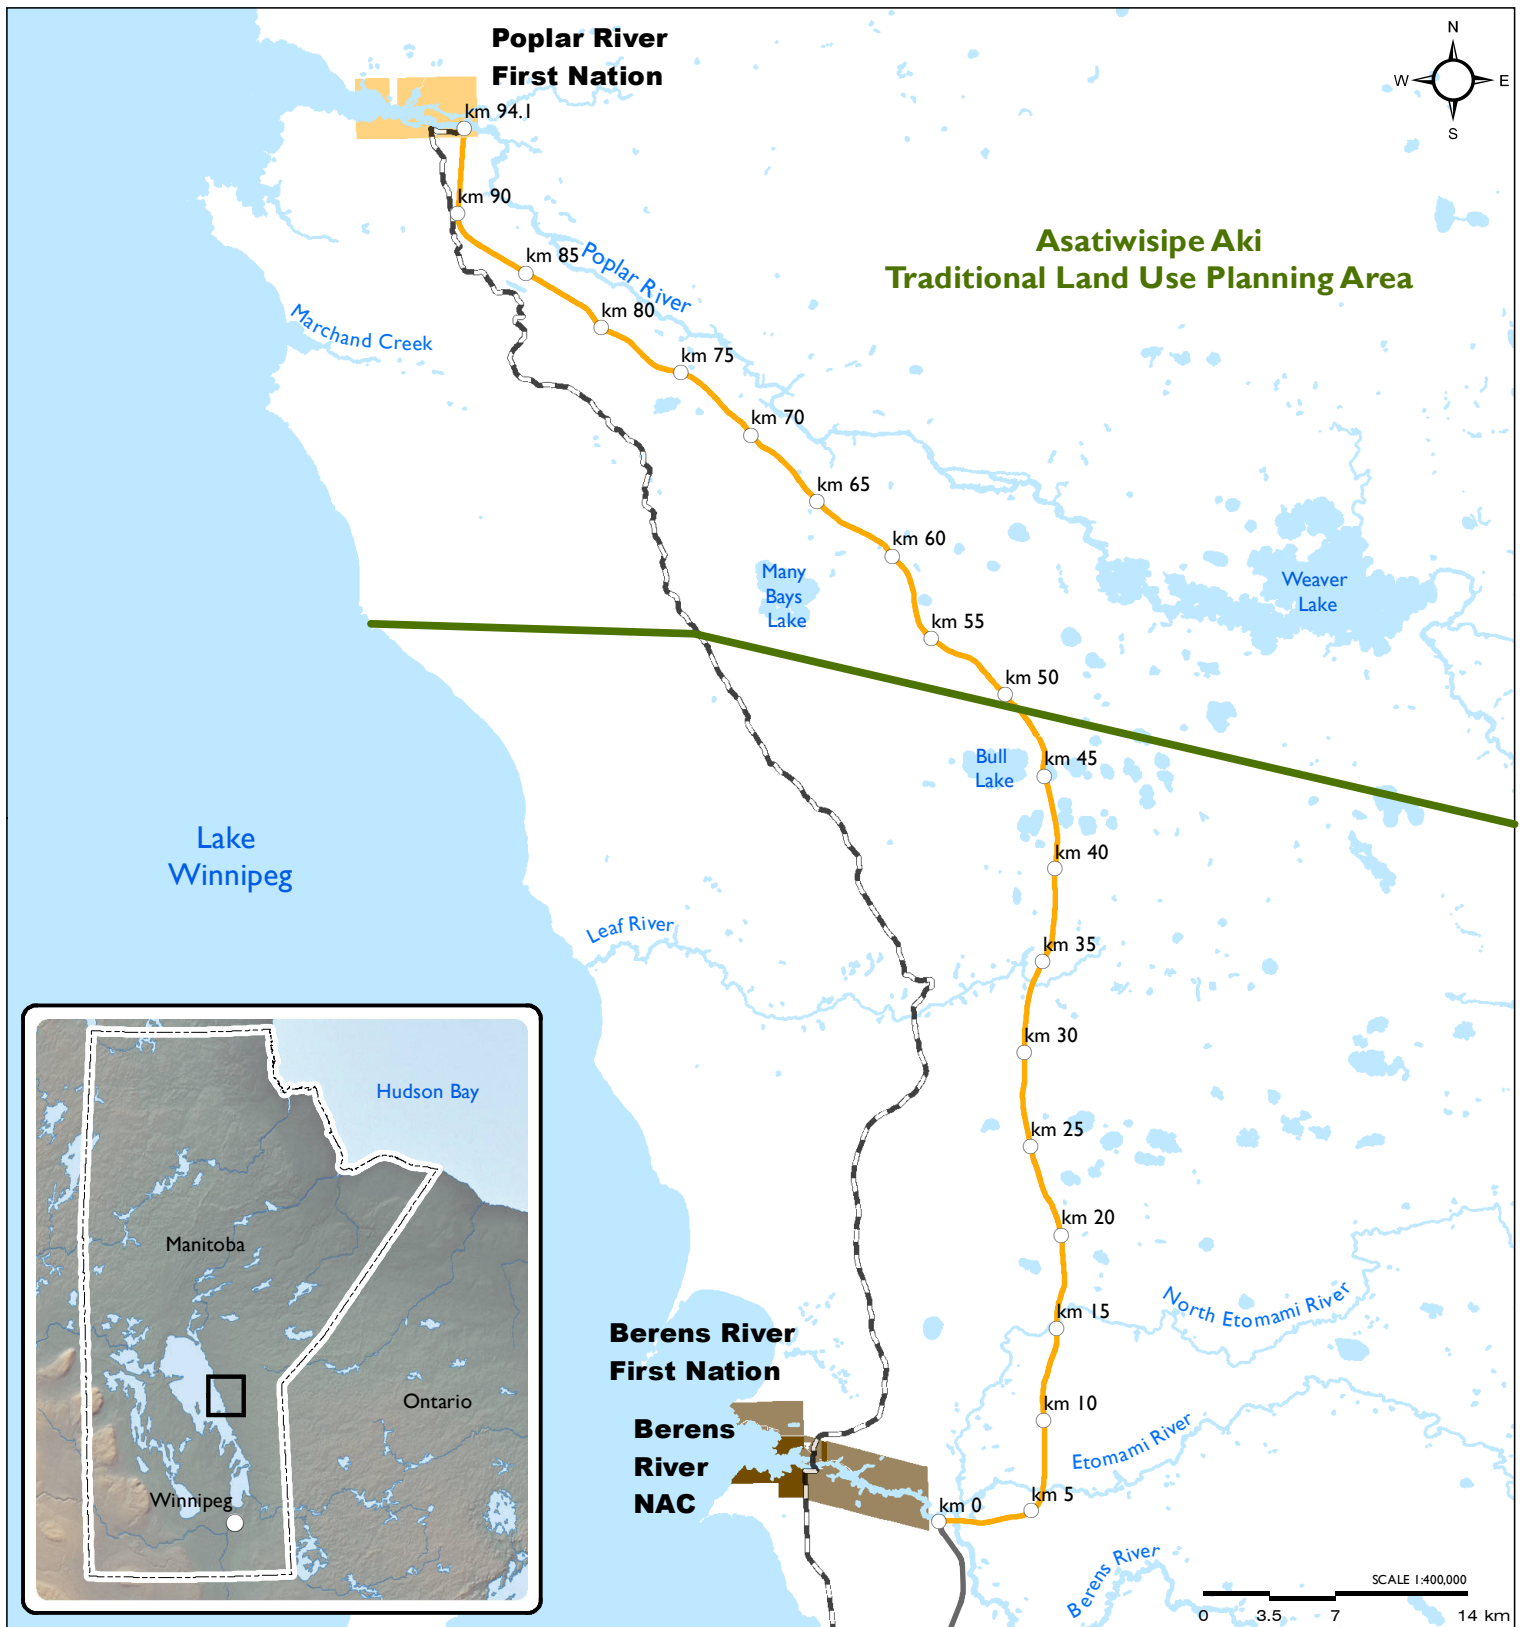 Poplar River
First Nation
N
W
E
S
km 94.1
km 90
Asatiwisipe Aki
Traditional Land Use Planning Area
km 85
Poplar River
km 80
Marchand Creek
km 75
km 70
km 65
km 60
Many
Bays
Lake
Weaver
Lake
km 55
km 50
Bull
Lake
km 45
Lake
Winnipeg
km 40
Leaf River
km 35
km 30
Hudson Bay
km 25
km 20
Manitoba
North Etomami River
km 15
Berens River
First Nation
Ontario
km 10
Berens
River
NAC
Etomami River
Winnipeg
km 0
km 5
Berens River
SCALE 1:400,000
0 3.5 7 14 km